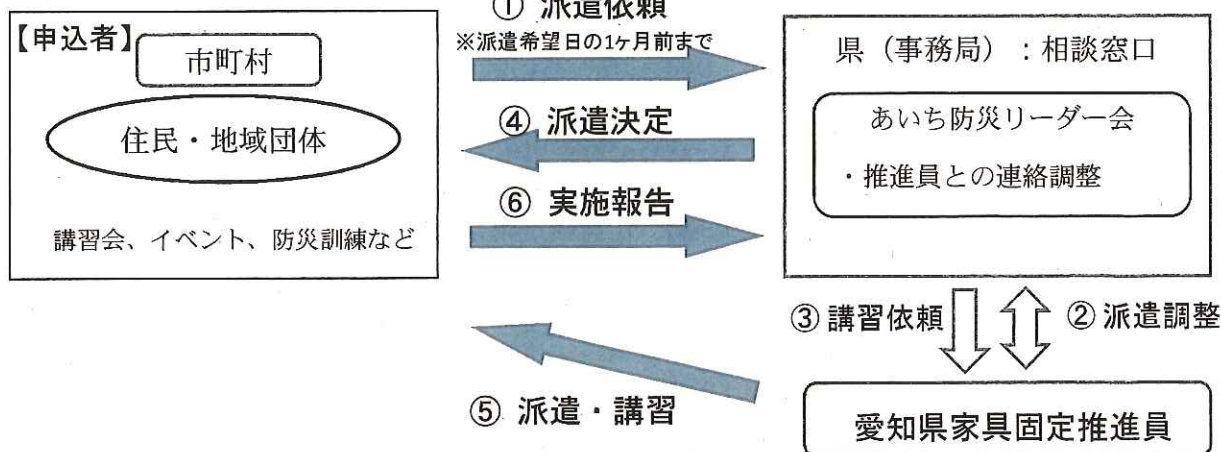 ① 派遣依頼
※派遣希望日の1ヶ月前まで
【申込者】
市町村
住民・地域団体
講習会、イベント、防災訓練など
④ 派遣決定
⑥ 実施報告
県（事務局）：相談窓口
あいち防災リーダー会
・推進員との連絡調整
③ 講習依頼
② 派遣調整
⑤ 派遣・講習
愛知県家具固定推進員